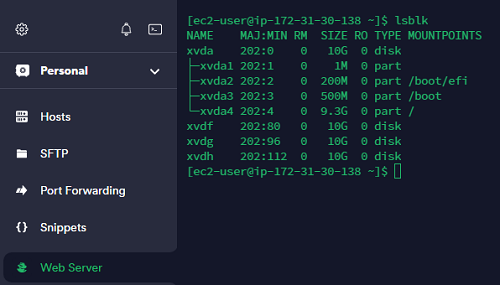 Personal
Hosts
SFTP
Port Forwarding
Snippets
Web Server
[ec2-user@ip-172-31-30-138 ~]$ lsblk
NAME    MAJ:MIN RM  SIZE RO TYPE MOUNTPOINTS
xvda    202:0    0   10G  0 disk
├─xvda1 202:1    0    1M  0 part
├─xvda2 202:2    0  200M  0 part /boot/efi
├─xvda3 202:3    0  500M  0 part /boot
└─xvda4 202:4    0  9.3G  0 part /
xvdf    202:80   0   10G  0 disk
xvdg    202:96   0   10G  0 disk
xvdh    202:112  0   10G  0 disk
[ec2-user@ip-172-31-30-138 ~]$